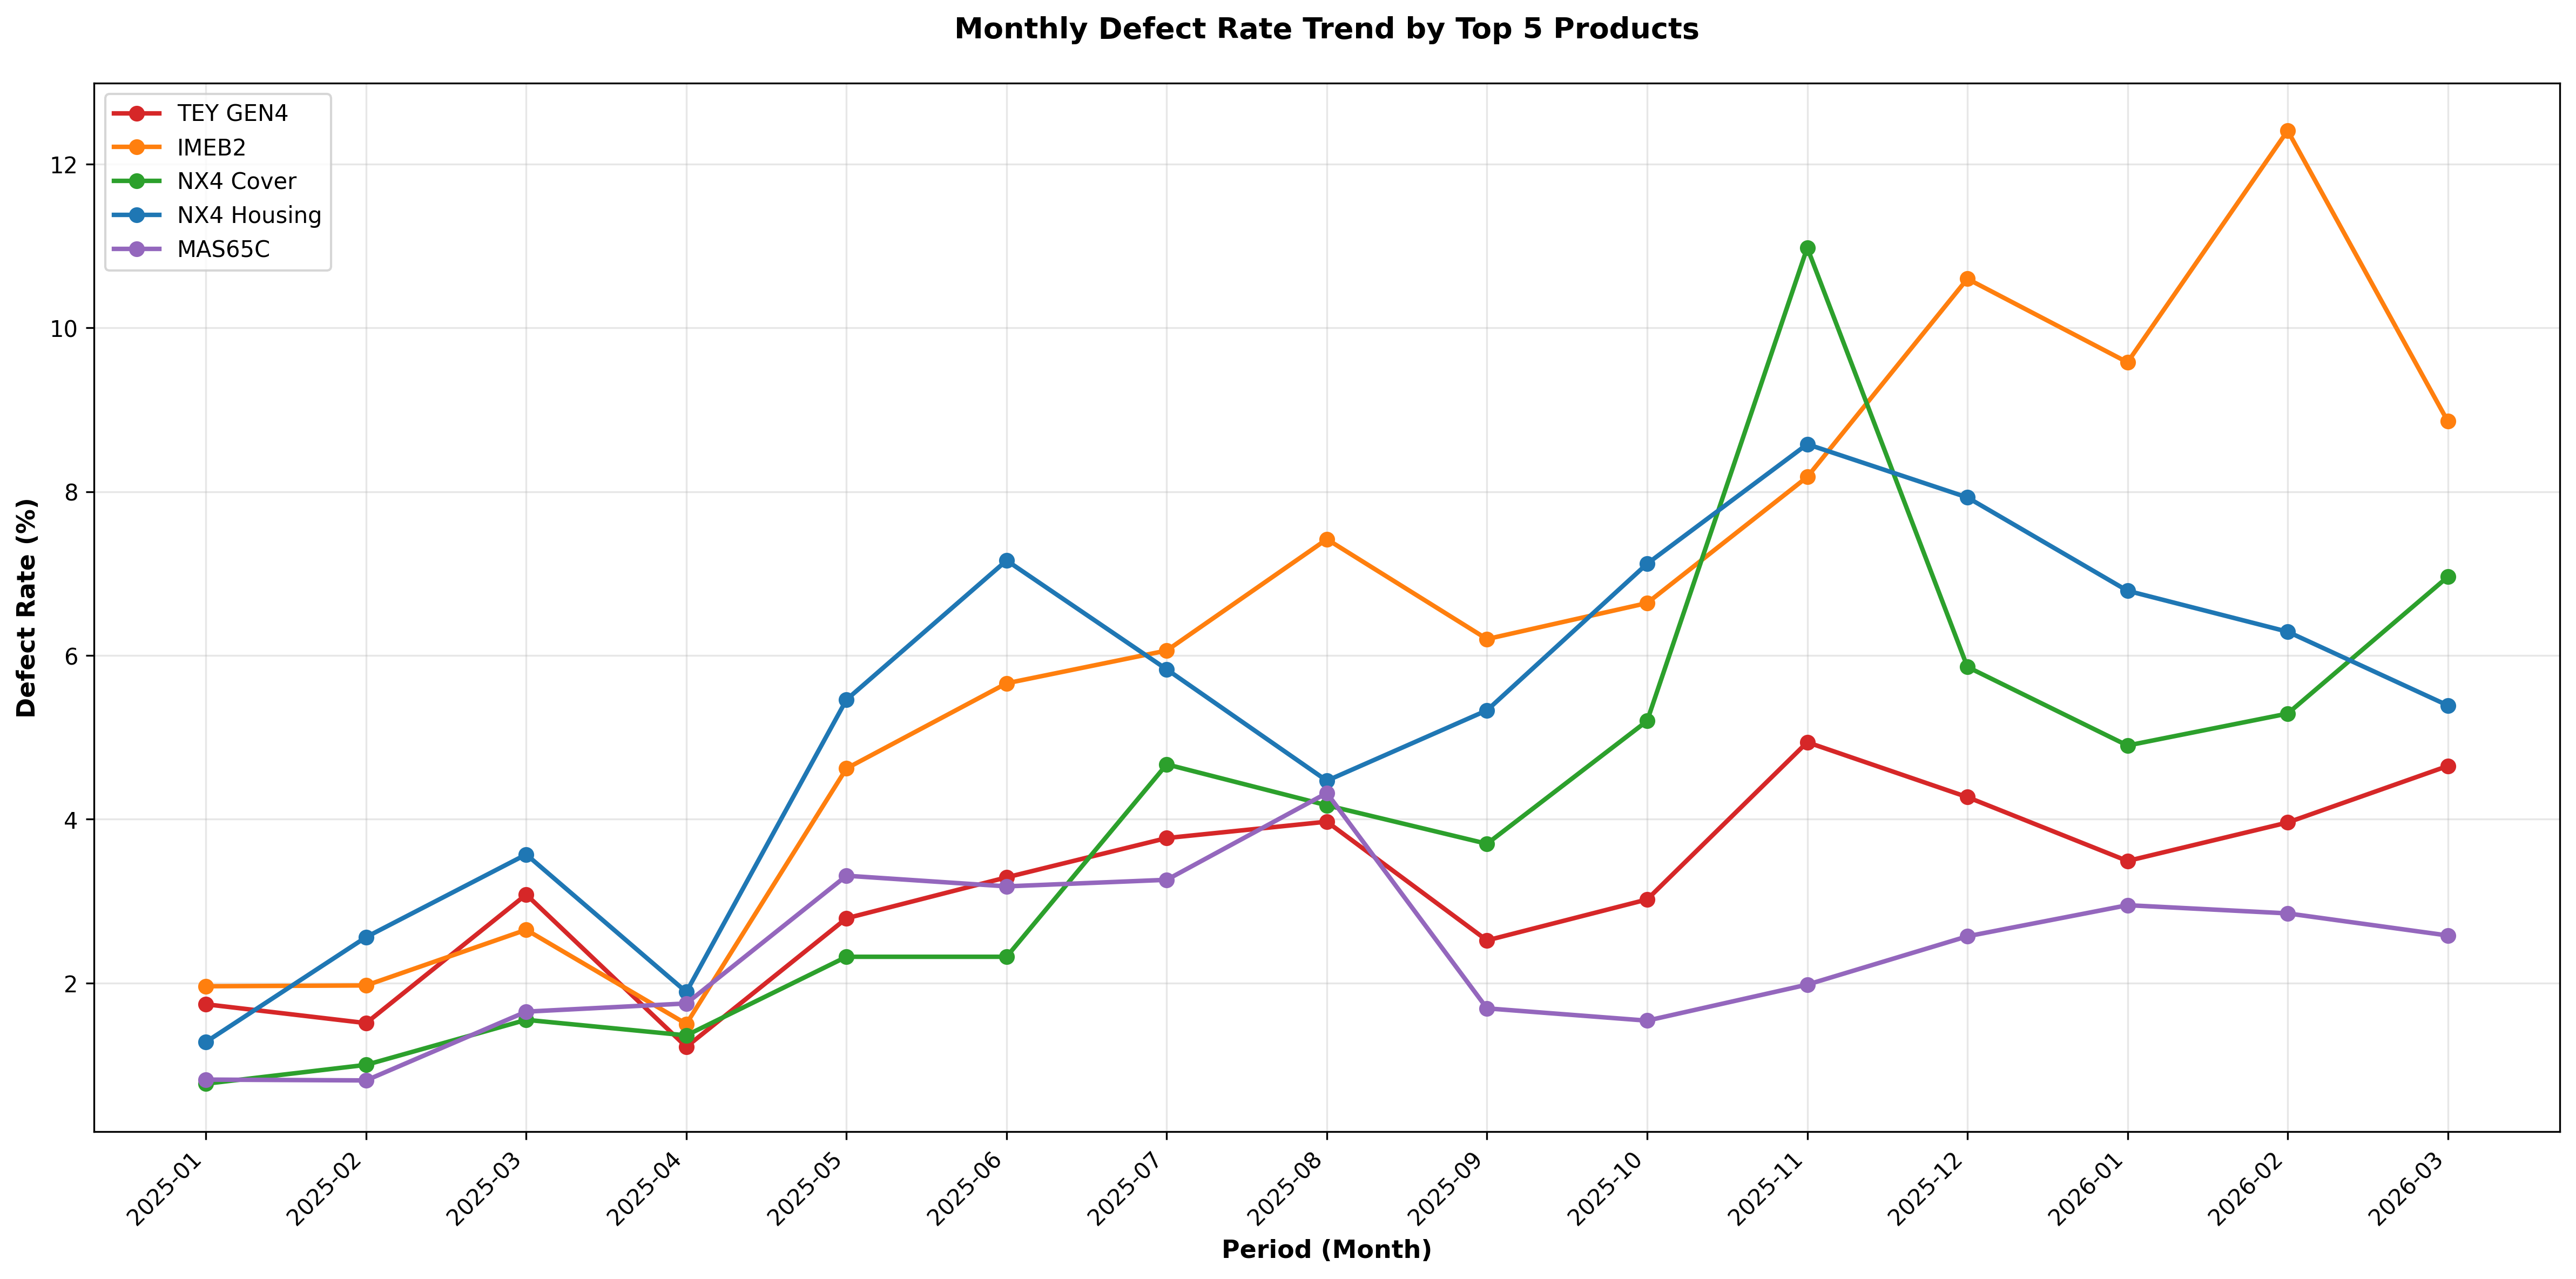 Monthly Defect Rate Trend by Top 5 Products
TEY GEN4
IMEB2
NX4 Cover
NX4 Housing
MAS65C
Defect Rate (%)
12
10
8
6
4
2
2025-01
2025-02
2025-03
2025-04
2025-05
2025-06
2025-07
2025-08
2025-09
2025-10
2025-11
2025-12
2026-01
2026-02
2026-03
Period (Month)